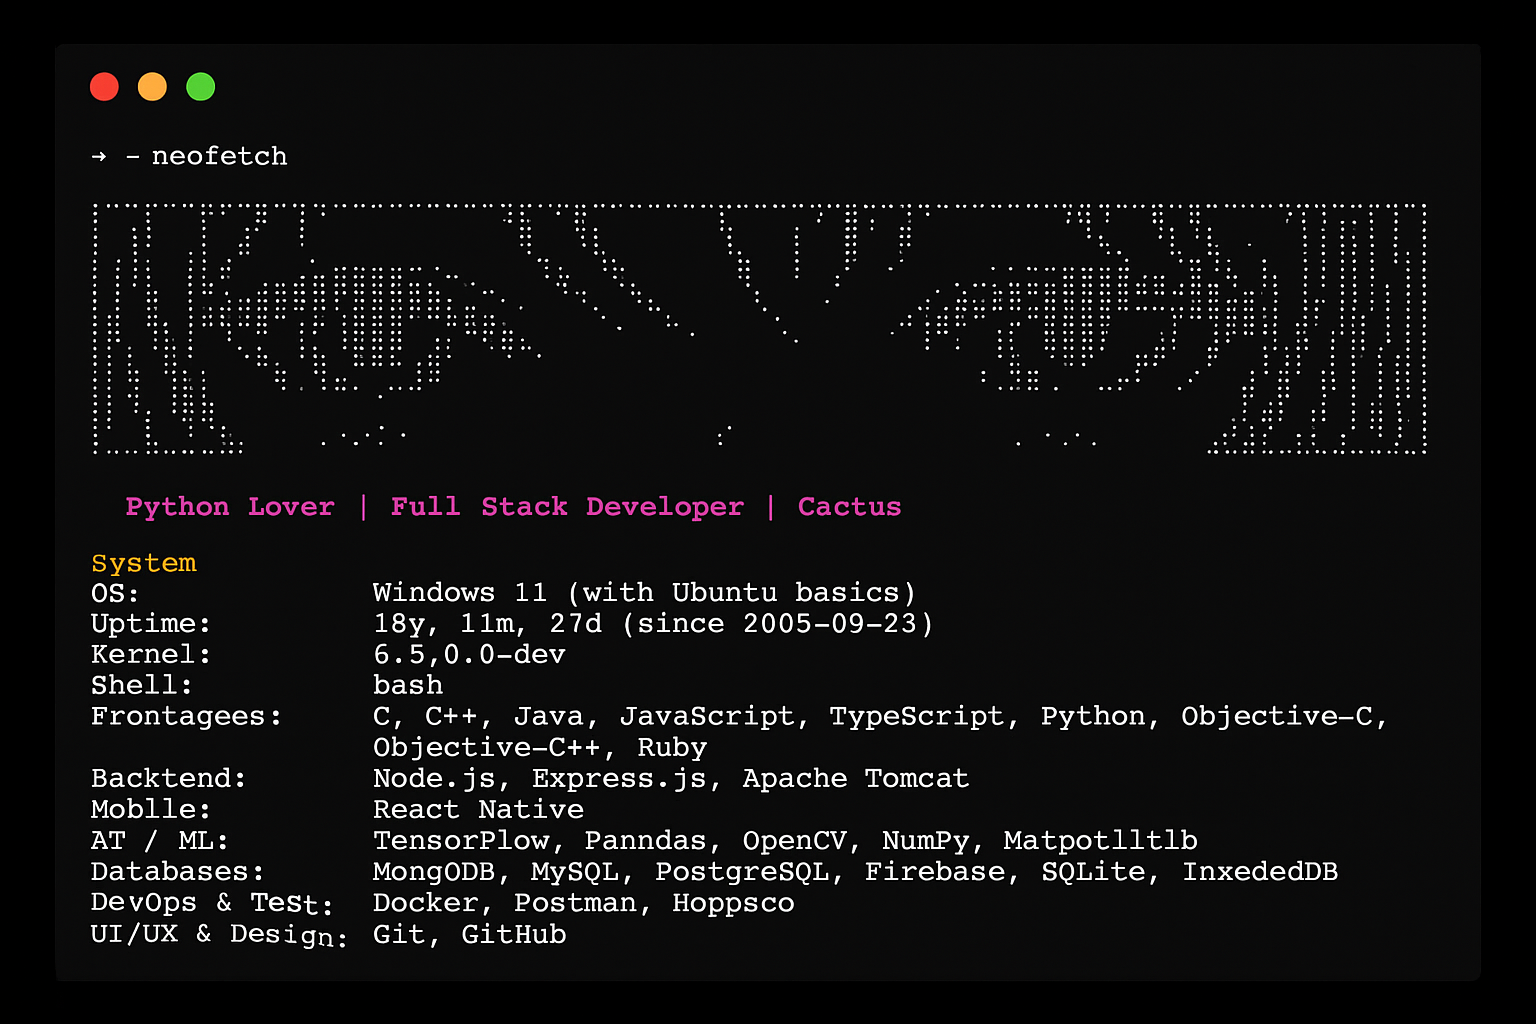 → – neofetch
Python Lover | Full Stack Developer | Cactus
System
OS: Windows 11 (with Ubuntu basics)
Uptime: 18y, 11m, 27d (since 2005–09–23)
Kernel: 6.5,0.0–dev
Shell: bash
Frontagees: C, C++, Java, JavaScript, TypeScript, Python, Objective–C,
Objective–C++, Ruby
Backtend: Node.js, Express.js, Apache Tomcat
Moblle: React Native
AT / ML: TensorPlow, Panndas, OpenCV, NumPy, Matpotlltlb
Databases: MongODB, MySQL, PostgreSQL, Firebase, SQLite, InxededDB
DevOps & TeSt: Docker, Postman, Hoppsco
UI/UX & Design: Git, GitHub